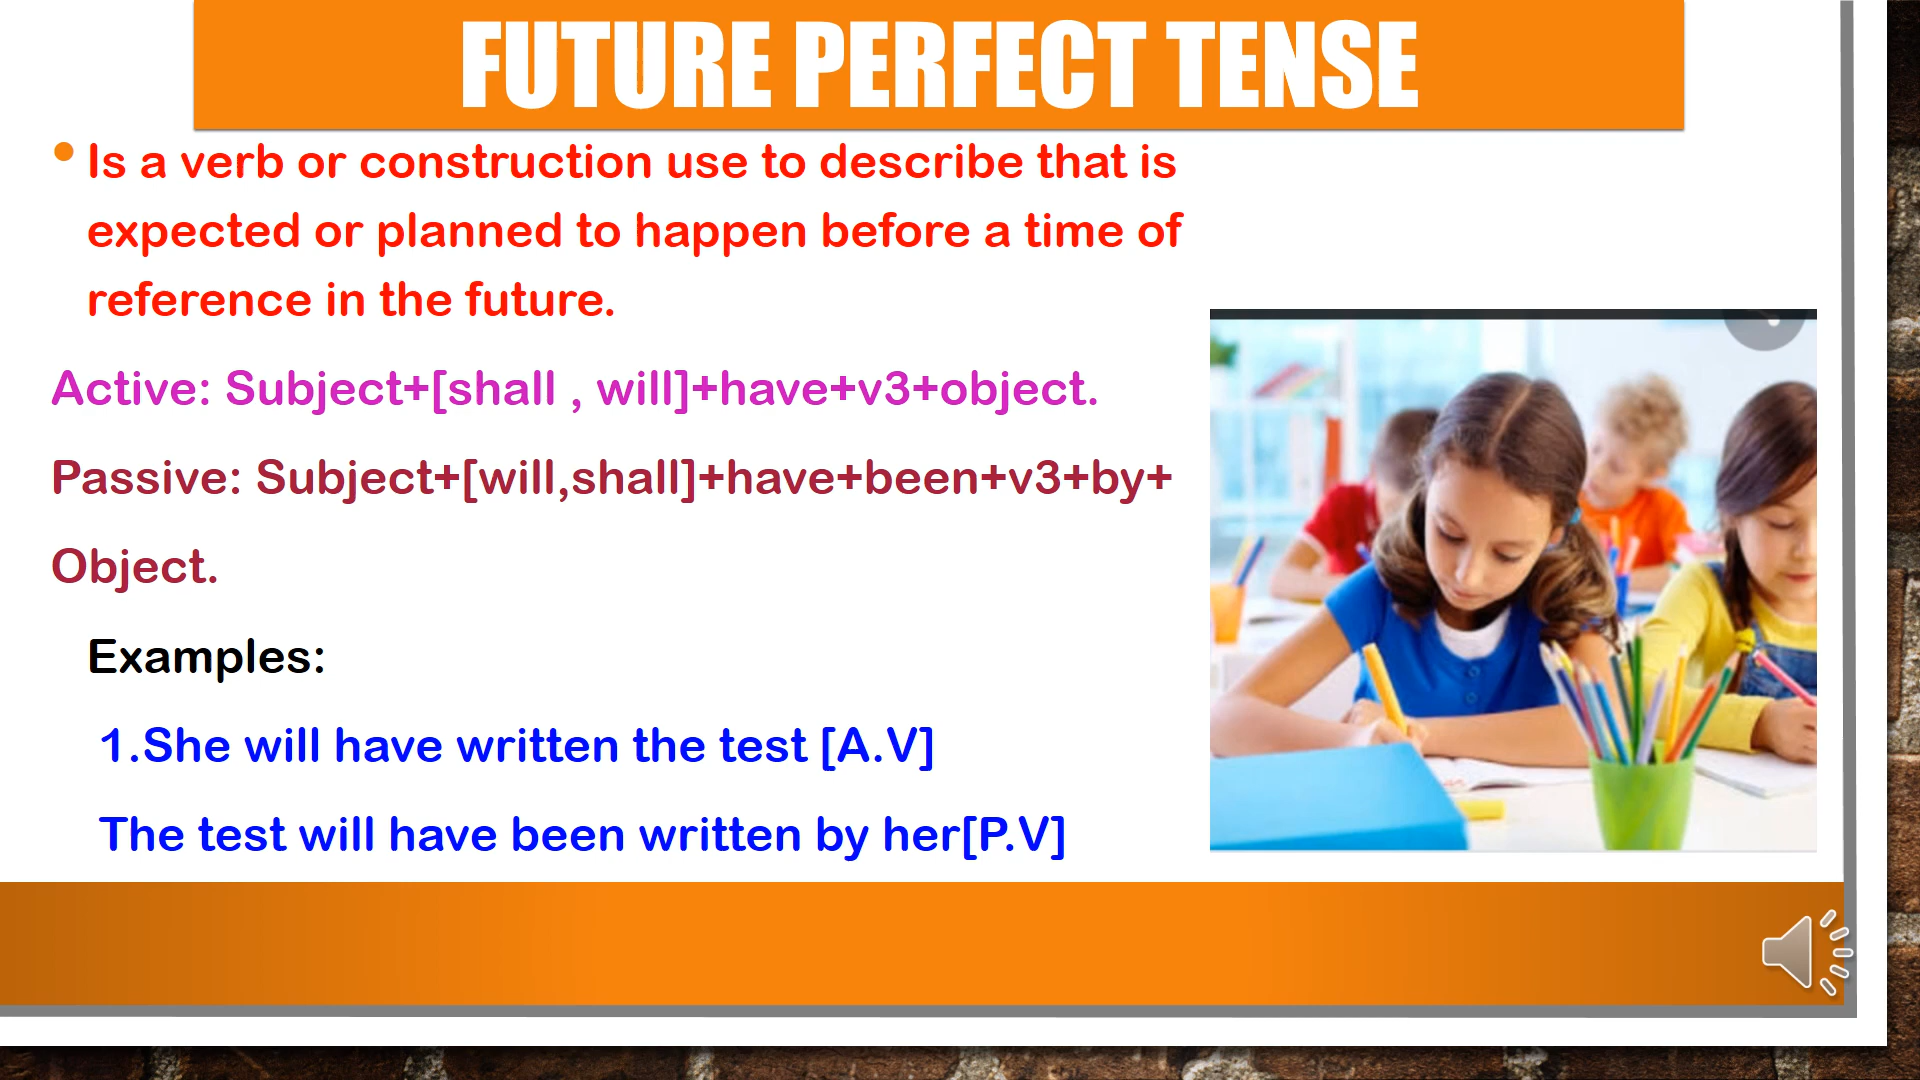 FUTURE PERFECT TENSE
• Is a verb or construction use to describe that is
expected or planned to happen before a time of
reference in the future.
Active: Subject+[shall , will]+have+v3+object.
Passive: Subject+[will,shall]+have+been+v3+by+
Object.
Examples:
1.She will have written the test [A.V]
The test will have been written by her[P.V]